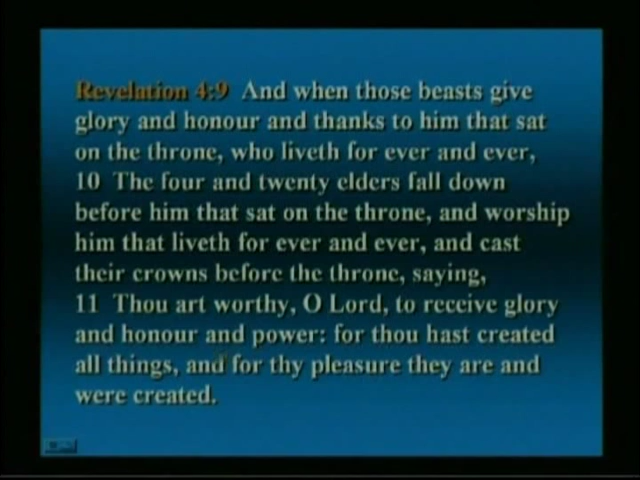 Revelation 4:9 And when those beasts give
glory and honour and thanks to him that sat
on the throne, who liveth for ever and ever,
10 The four and twenty elders fall down
before him that sat on the throne, and worship
him that liveth for ever and ever, and cast
their crowns before the throne, saying,
11 Thou art worthy, O Lord, to receive glory
and honour and power: for thou hast created
all things, and for thy pleasure they are and
were created.